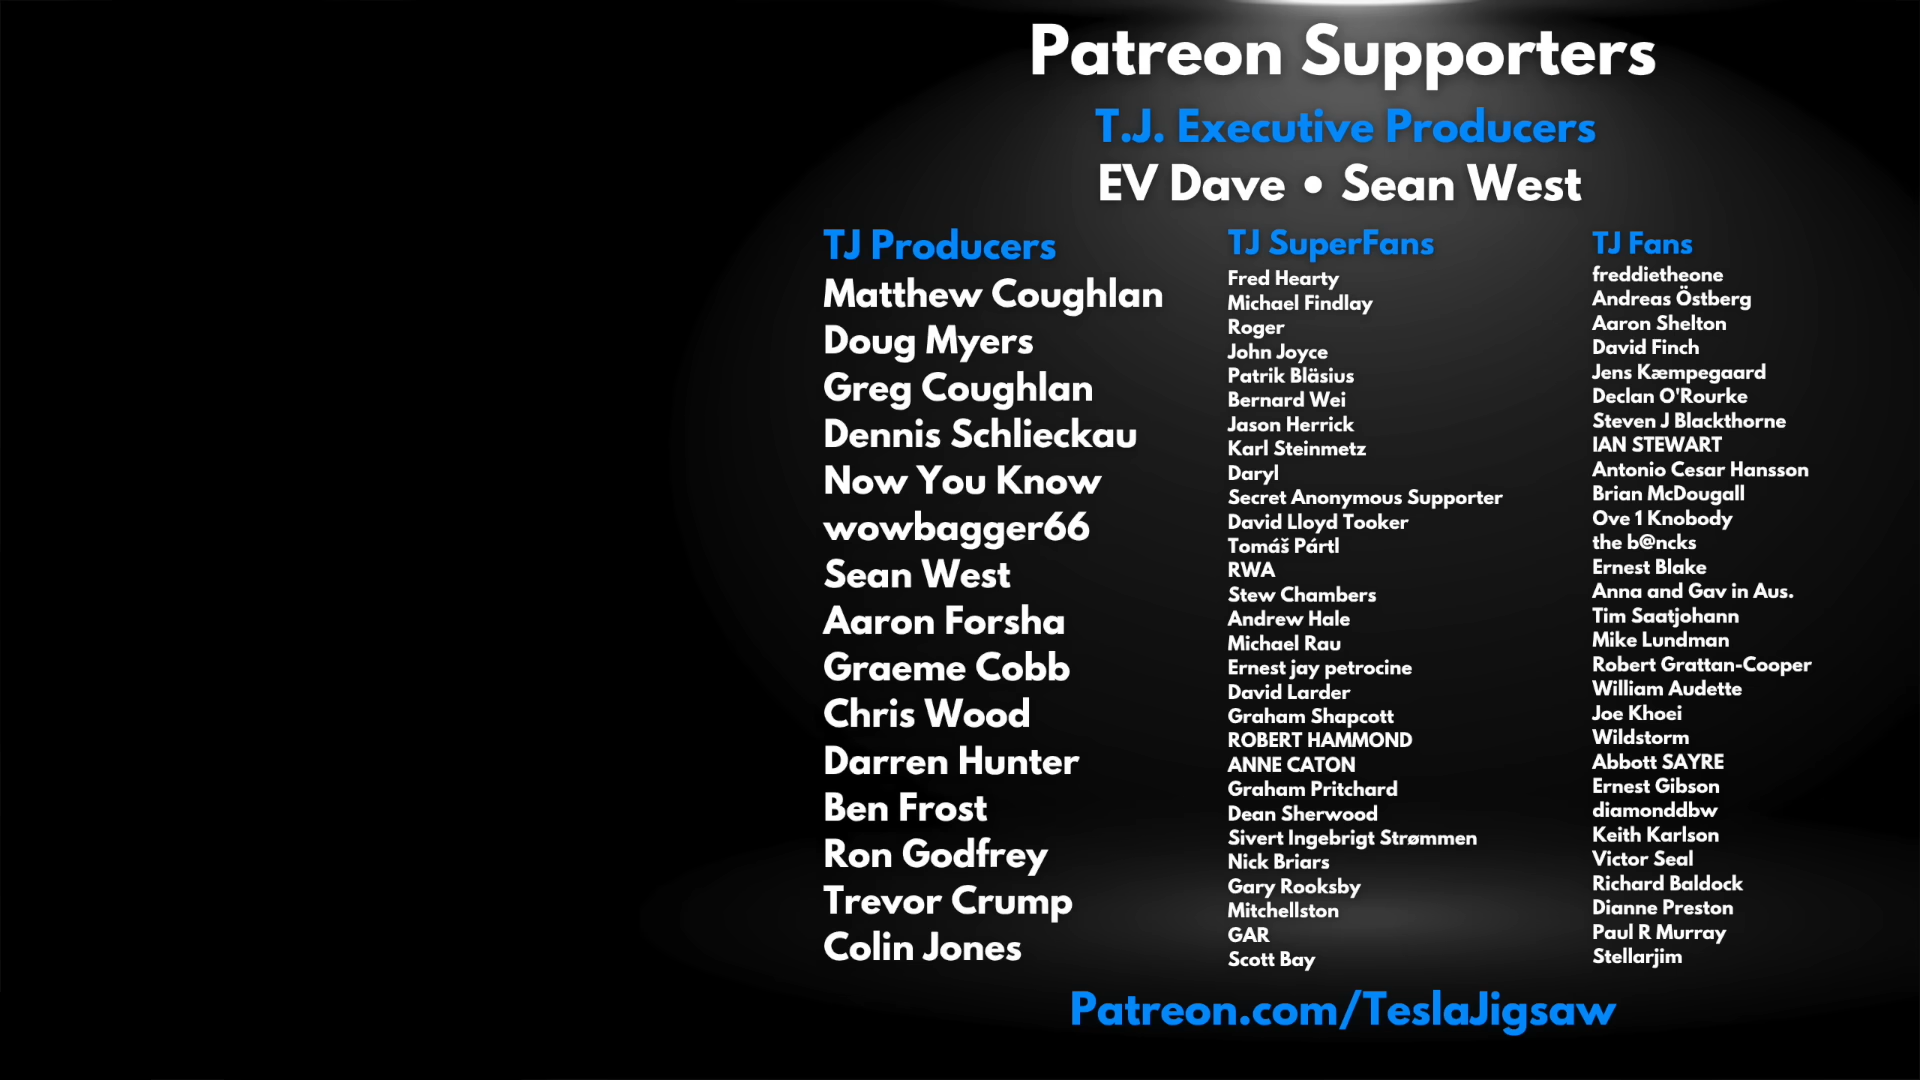 Patreon Supporters
T.J. Executive Producers
EV Dave • Sean West
TJ Producers
Matthew Coughlan
Doug Myers
Greg Coughlan
Dennis Schlieckau
Now You Know
wowbagger66
Sean West
Aaron Forsha
Graeme Cobb
Chris Wood
Darren Hunter
Ben Frost
Ron Godfrey
Trevor Crump
Colin Jones
TJ SuperFans
Fred Hearty
Michael Findlay
Roger
John Joyce
Patrik Bläsius
Bernard Wei
Jason Herrick
Karl Steinmetz
Daryl
Secret Anonymous Supporter
David Lloyd Tooker
Tomáš Pártl
RWA
Stew Chambers
Andrew Hale
Michael Rau
Ernest jay petrocine
David Larder
Graham Shapcott
ROBERT HAMMOND
ANNE CATON
Graham Pritchard
Dean Sherwood
Sivert Ingebrigt Strømmen
Nick Briars
Gary Rooksby
Mitchellston
GAR
Scott Bay
TJ Fans
freddietheone
Andreas Östberg
Aaron Shelton
David Finch
Jens Kæmpegaard
Declan O'Rourke
Steven J Blackthorne
IAN STEWART
Antonio Cesar Hansson
Brian McDougall
Ove 1 Knobody
the b@ncks
Ernest Blake
Anna and Gav in Aus.
Tim Saatjohann
Mike Lundman
Robert Grattan-Cooper
William Audette
Joe Khoei
Wildstorm
Abbott SAYRE
Ernest Gibson
diamonddbw
Keith Karlson
Victor Seal
Richard Baldock
Dianne Preston
Paul R Murray
Stellarjim
Patreon.com/TeslaJigsaw